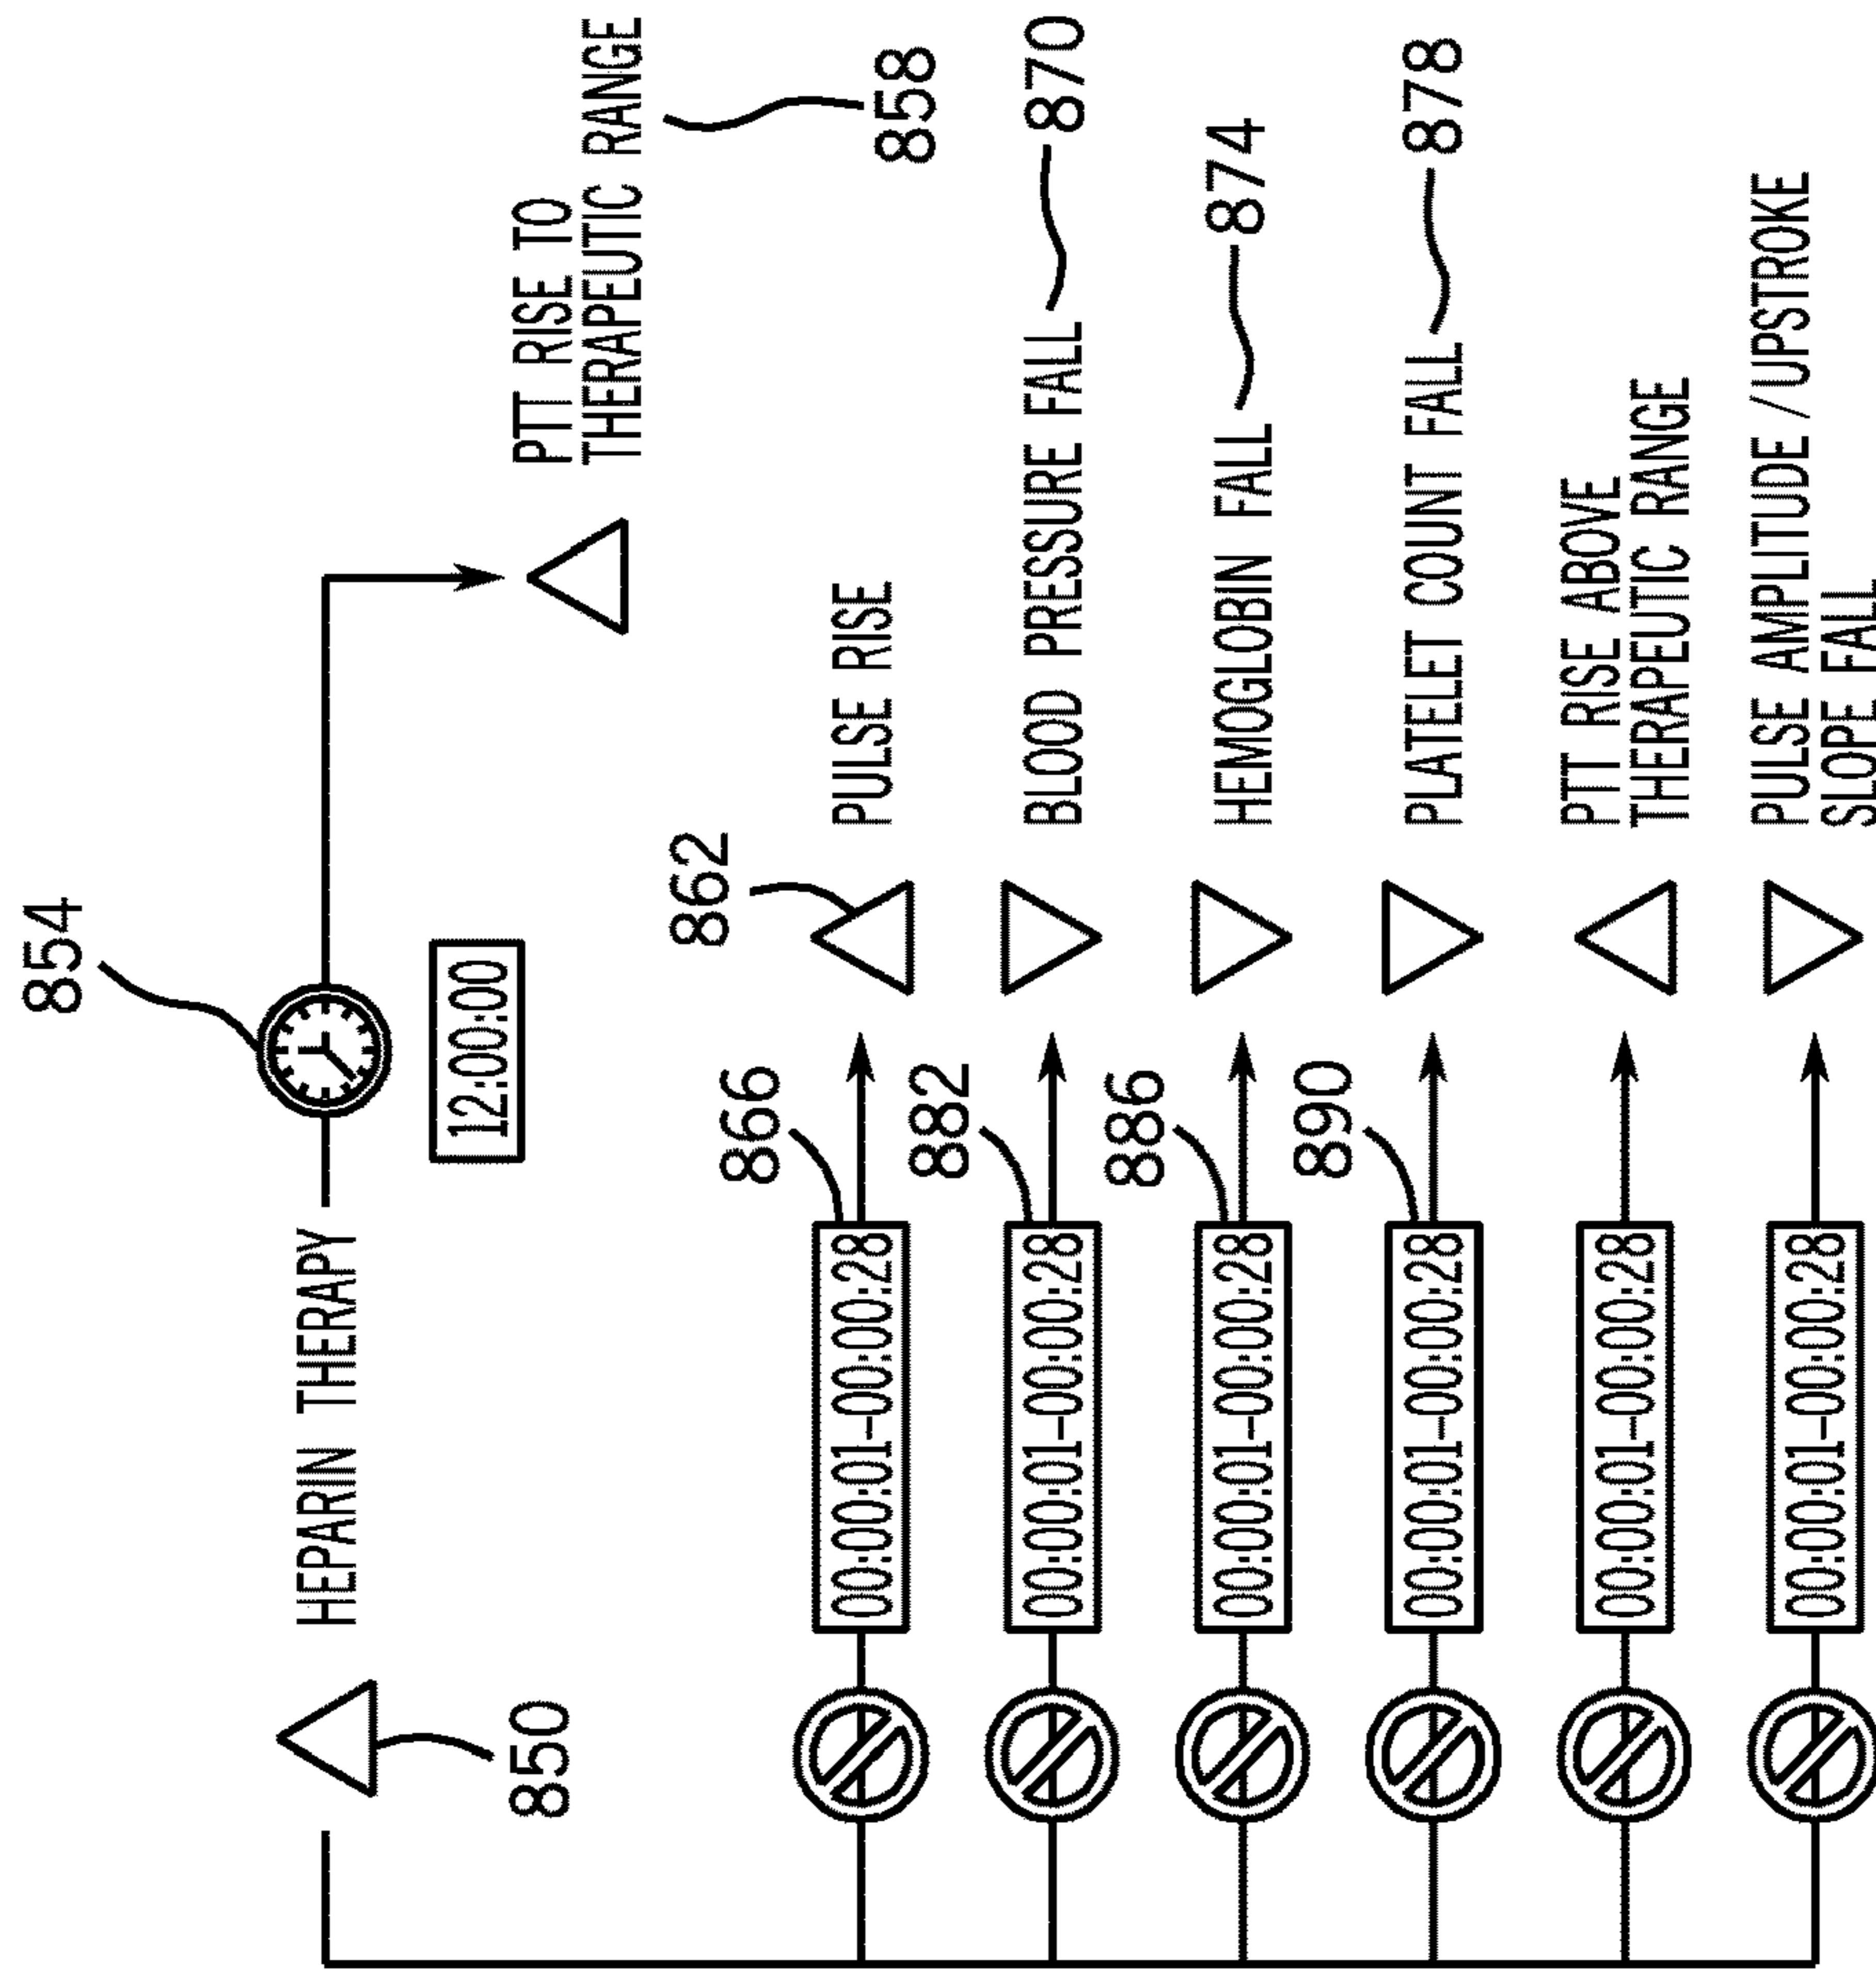 854
HEPARIN THERAPY
12:00:00
850
PTT RISE TO
THERAPEUTIC RANGE
858
862
866
00:00:01-00:00:28
PULSE RISE
882
00:00:01-00:00:28
BLOOD PRESSURE FALL
870
886
00:00:01-00:00:28
HEMOGLOBIN FALL
874
890
00:00:01-00:00:28
PLATELET COUNT FALL
878
00:00:01-00:00:28
PTT RISE ABOVE
THERAPEUTIC RANGE
00:00:01-00:00:28
PULSE AMPLITUDE/UPSTROKE
SLOPE FALL